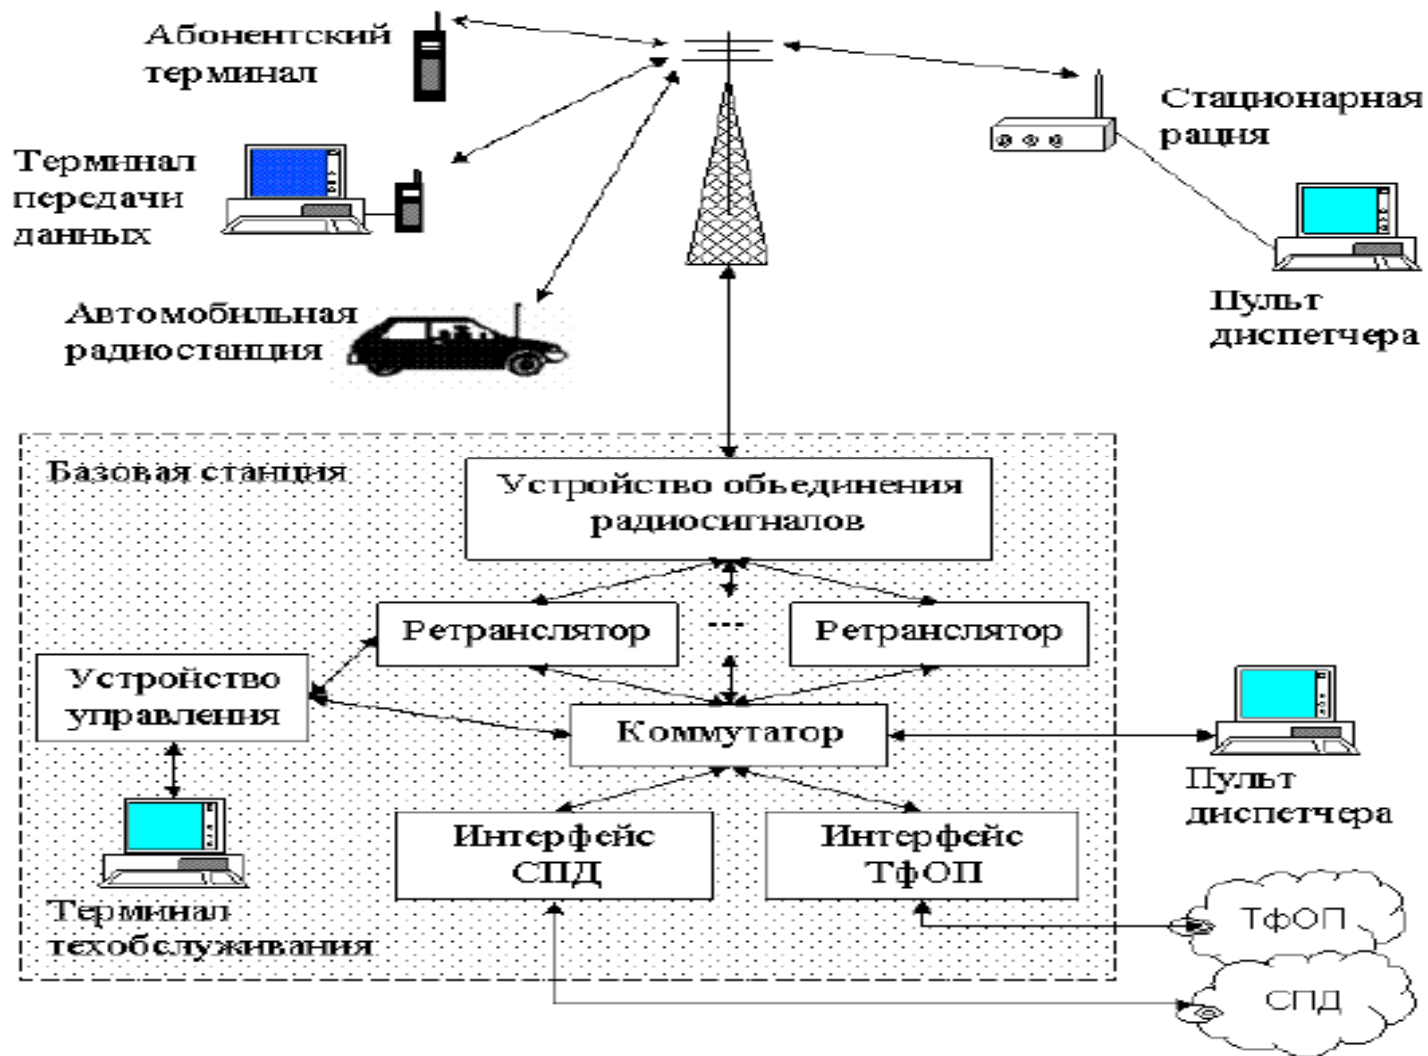 Абонентский
терминал
Стационарная
рация
Терминал
передачи
данных
Пульт
диспетчера
Автомобильная
радиостанция
Базовая станция
Устройство обьединения
радиосигналов
Ретранслятор
...
Ретранслятор
Устройство
управления
Коммутатор
Пульт
диспетчера
Интерфейс
СПД
Интерфейс
ТфОП
Терминал
техобслуживания
ТфОП
СПД